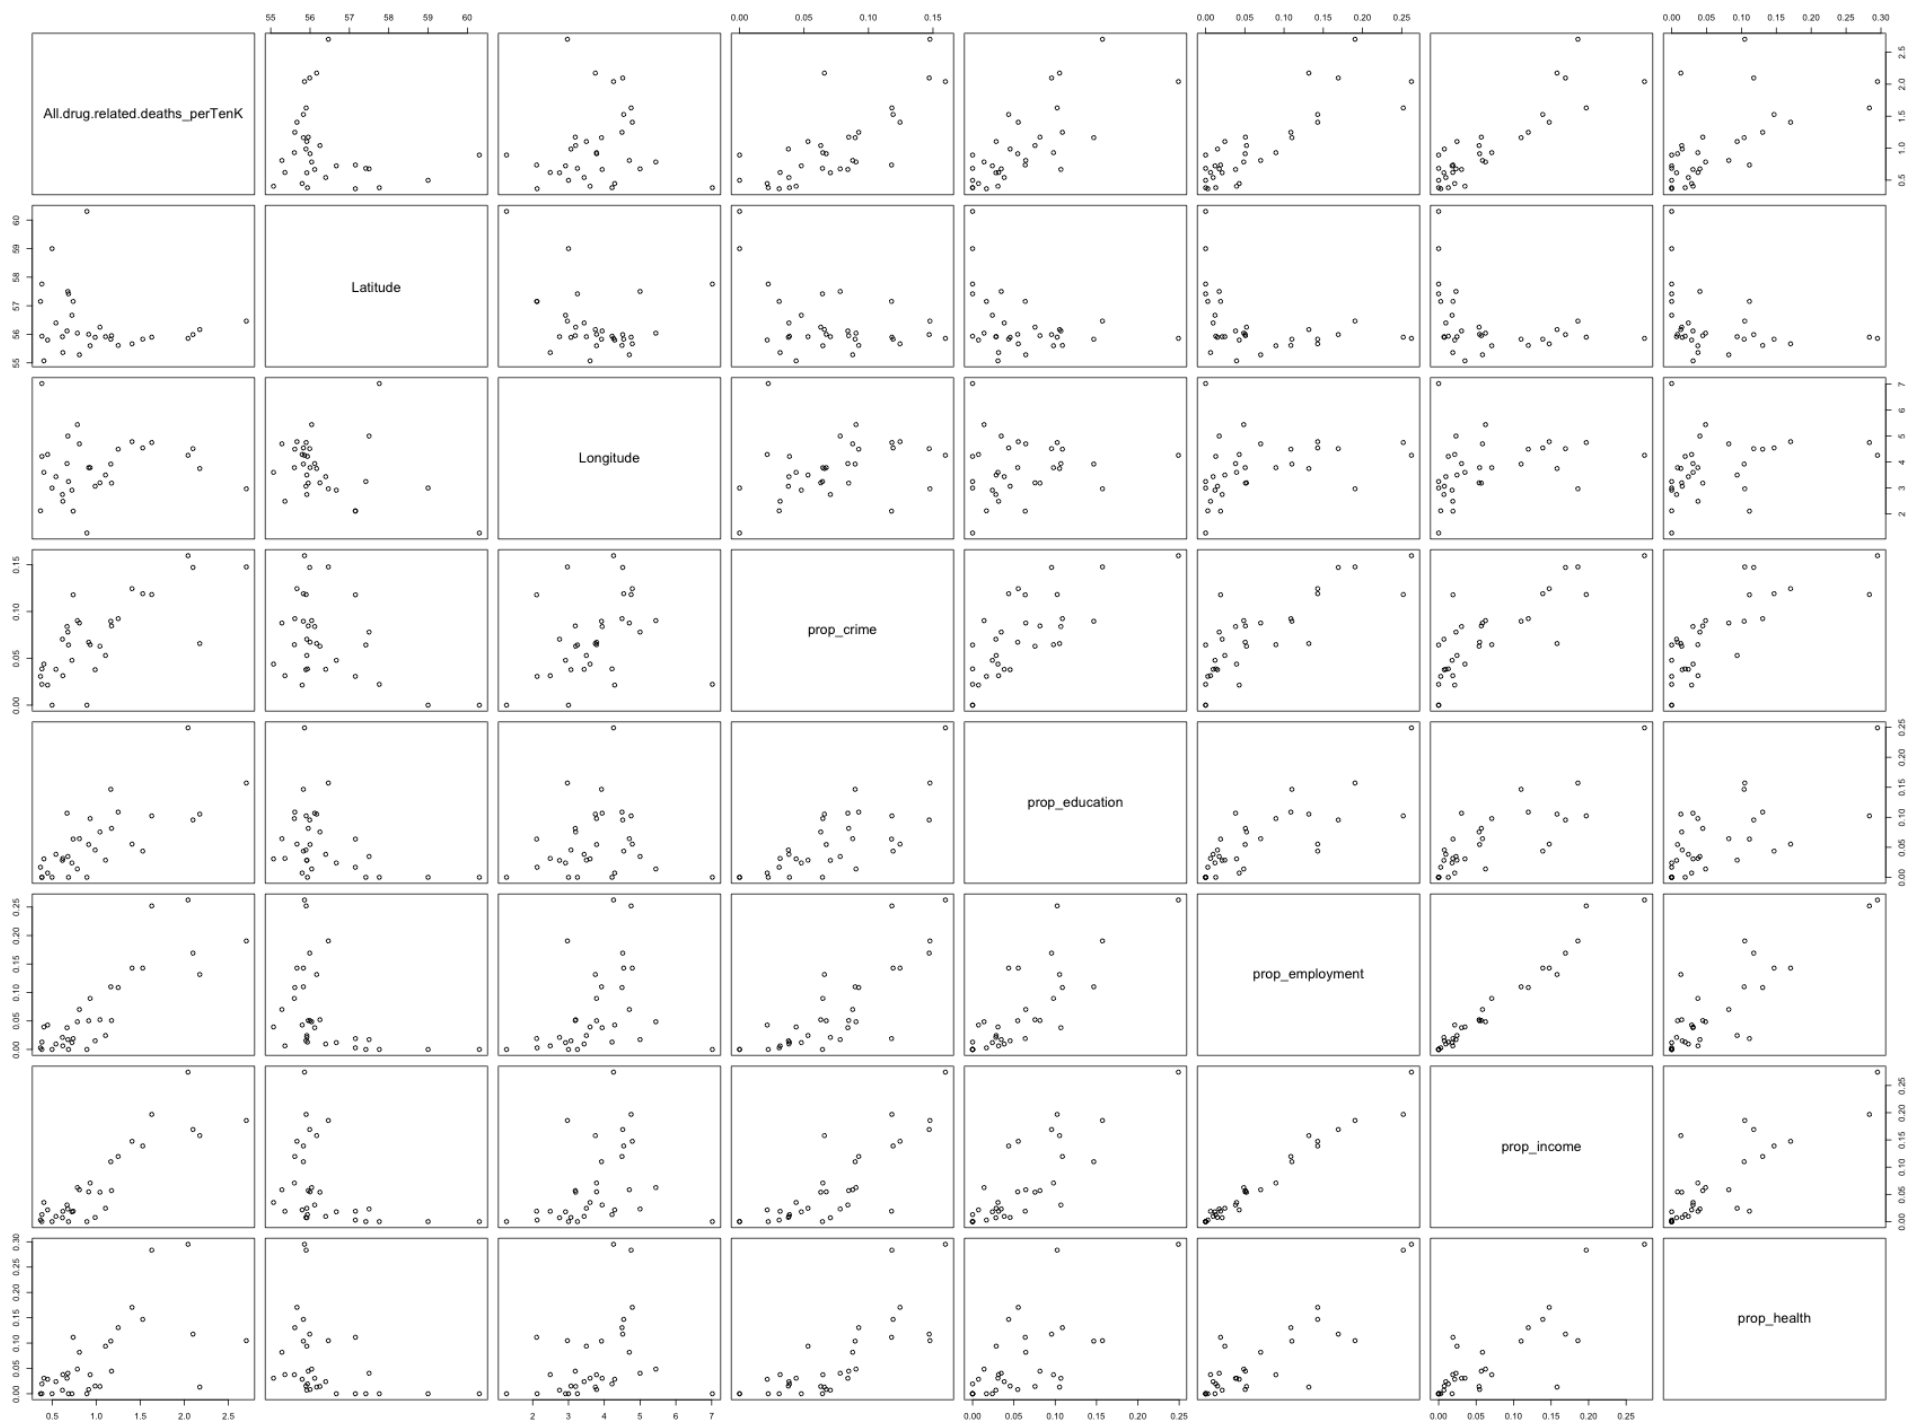 55 56 57 58 59 60
0.00 0.05 0.10 0.15
0.00 0.05 0.10 0.15 0.20 0.25
0.00 0.05 0.10 0.15 0.20 0.25 0.30
All.drug.related.deaths_perTenK
0.5 1.0 1.5 2.0 2.5
55 56 57 58 59 60
Latitude
Longitude
2 3 4 5 6 7
0.00 0.05 0.10 0.15
prop_crime
prop_education
0.00 0.05 0.10 0.15 0.20 0.25
0.00 0.05 0.10 0.15 0.20 0.25
prop_employment
prop_income
0.00 0.05 0.10 0.15 0.20 0.25
0.00 0.05 0.10 0.15 0.20 0.25 0.30
prop_health
0.5 1.0 1.5 2.0 2.5
2 3 4 5 6 7
0.00 0.05 0.10 0.15 0.20 0.25
0.00 0.05 0.10 0.15 0.20 0.25